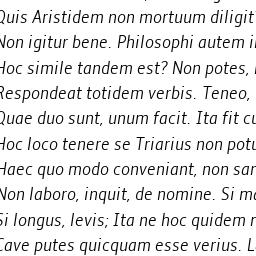 Quis Aristidem non mortuum diligit
Non igitur bene. Philosophi autem i
Hoc simile tandem est? Non potes,
Respondeat totidem verbis. Teneo,
Quae duo sunt, unum facit. Ita fit cu
Hoc loco tenere se Triarius non potu
Haec quo modo conveniant, non san
Non laboro, inquit, de nomine. Si
Si longus, levis; Ita ne hoc quidem
Cave putes quicquam esse verius.